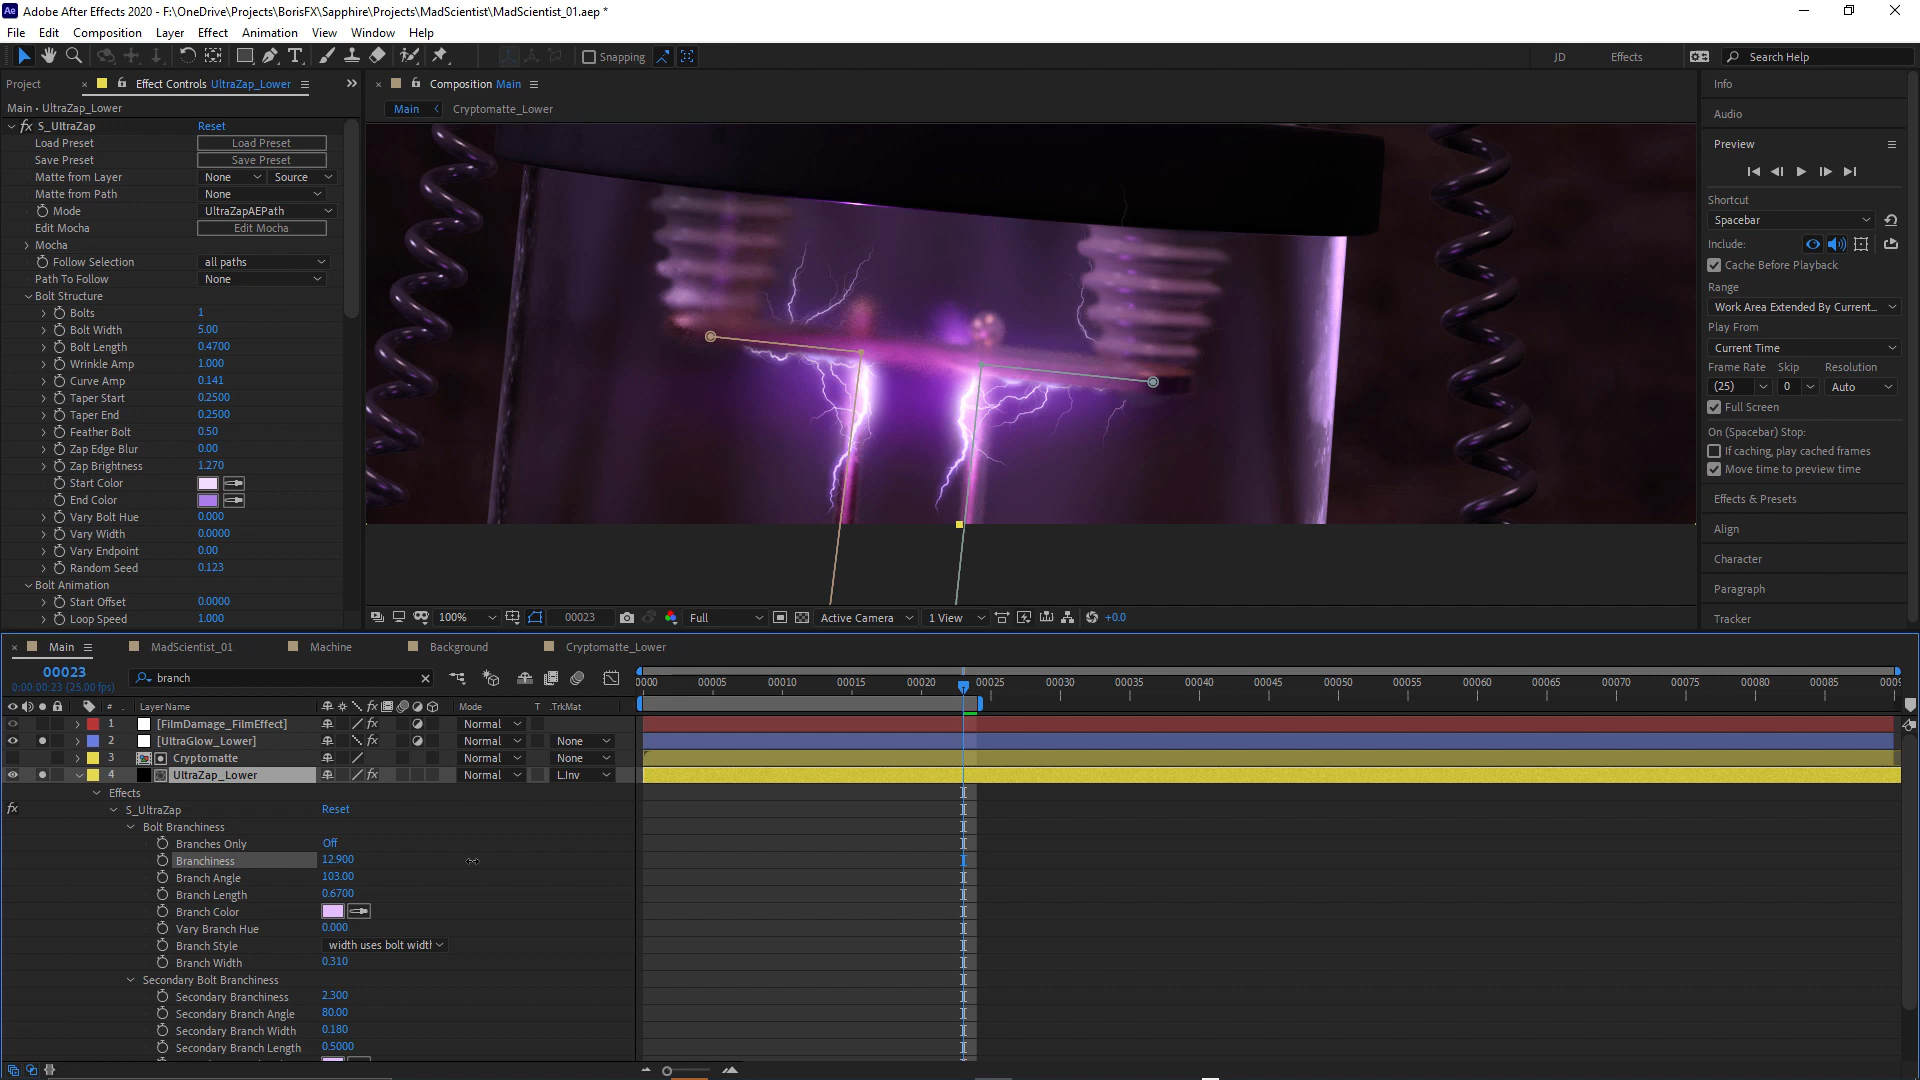 Adobe After Effects 2020 - F:\OneDrive\Projects\BorisFX\Sapphire\Projects\MadScientist\MadScientist_01.aep *
File Edit Composition Layer Effect Animation View Window Help
Snapping JD Effects Search Help
Project Effect Controls UltraZap_Lower
Main • UltraZap_Lower
fx S_UltraZap Reset
Load Preset Load Preset
Save Preset Save Preset
Matte from Layer None Source
Matte from Path None
Mode UltraZapAEPath
Edit Mocha Edit Mocha
Mocha
Follow Selection all paths
Path To Follow None
Bolt Structure
Bolts 1
Bolt Width 5.00
Bolt Length 0.4700
Wrinkle Amp 1.000
Curve Amp 0.141
Taper Start 0.2500
Taper End 0.2500
Feather Bolt 0.50
Zap Edge Blur 0.00
Zap Brightness 1.270
Start Color
End Color
Vary Bolt Hue 0.000
Vary Width 0.0000
Vary Endpoint 0.00
Random Seed 0.123
Bolt Animation
Start Offset 0.0000
Loop Speed 1.000
Composition Main
Main Cryptomatte_Lower
100% 00023 Full Active Camera 1 View +0.0
Info
Audio
Preview
Shortcut
Spacebar
Include:
Cache Before Playback
Range
Work Area Extended By Current...
Play From
Current Time
Frame Rate Skip Resolution
(25) 0 Auto
Full Screen
On (Spacebar) Stop:
If caching, play cached frames
Move time to preview time
Effects & Presets
Align
Character
Paragraph
Tracker
Main MadScientist_01 Machine Background Cryptomatte_Lower
00023
0:00:00:23 (25.00 fps)
branch
0000 00005 00010 00015 00020 00025 00030 00035 00040 00045 00050 00055 00060 00065 00070 00075 00080 00085 0009
# Layer Name Mode T .TrkMat
1 [FilmDamage_FilmEffect] Normal
2 [UltraGlow_Lower] Normal None
3 Cryptomatte Normal None
4 UltraZap_Lower Normal L.Inv
Effects
fx S_UltraZap Reset
Bolt Branchiness
Branches Only Off
Branchiness 12.900
Branch Angle 103.00
Branch Length 0.6700
Branch Color
Vary Branch Hue 0.000
Branch Style width uses bolt width
Branch Width 0.310
Secondary Bolt Branchiness
Secondary Branchiness 2.300
Secondary Branch Angle 80.00
Secondary Branch Width 0.180
Secondary Branch Length 0.5000